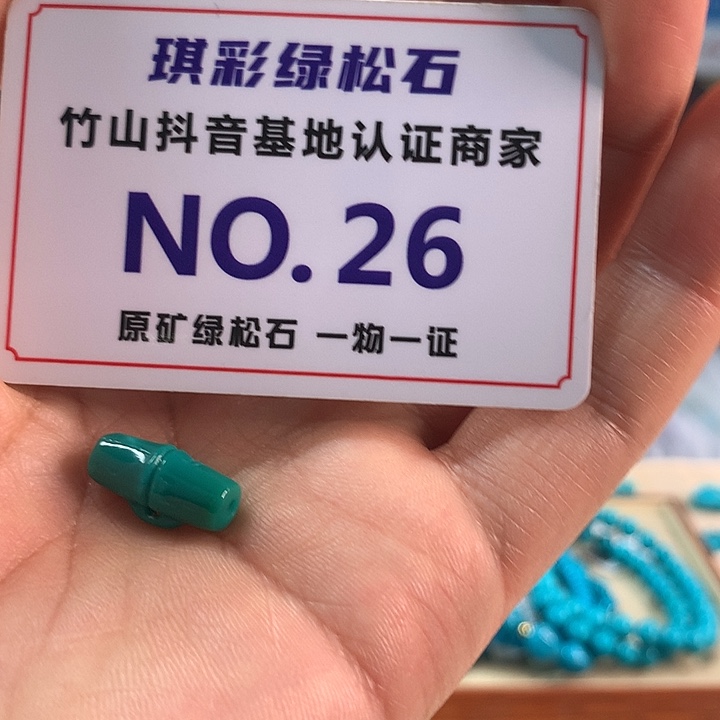 琪彩绿松石
竹山抖音基地认证商家
NO.26
原矿绿松石 一物一证